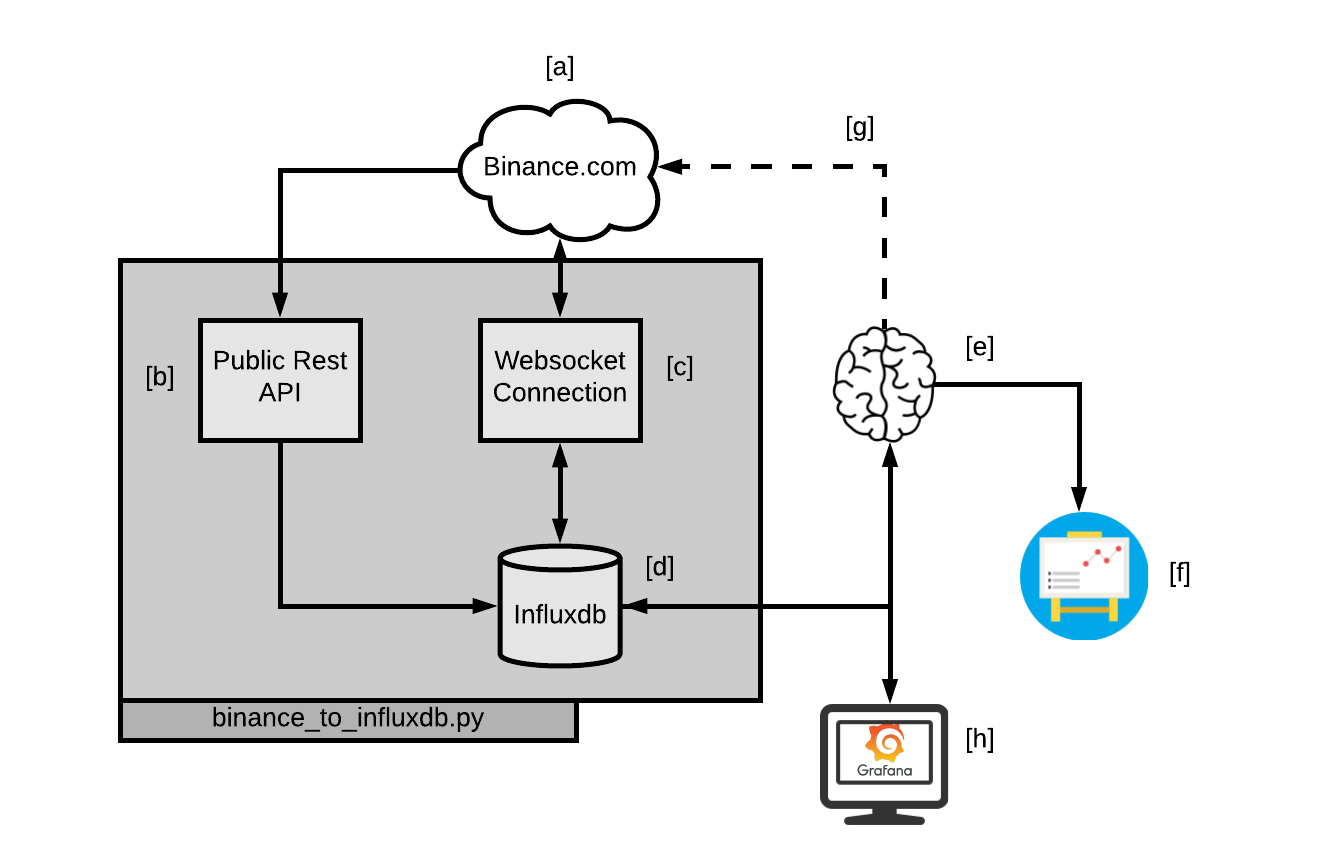 [a]
[g]
Binance.com
[e]
Public Rest
API
[b]
Websocket
Connection
[c]
[d]
Influxdb
[f]
binance_to_influxdb.py
Grafana
[h]